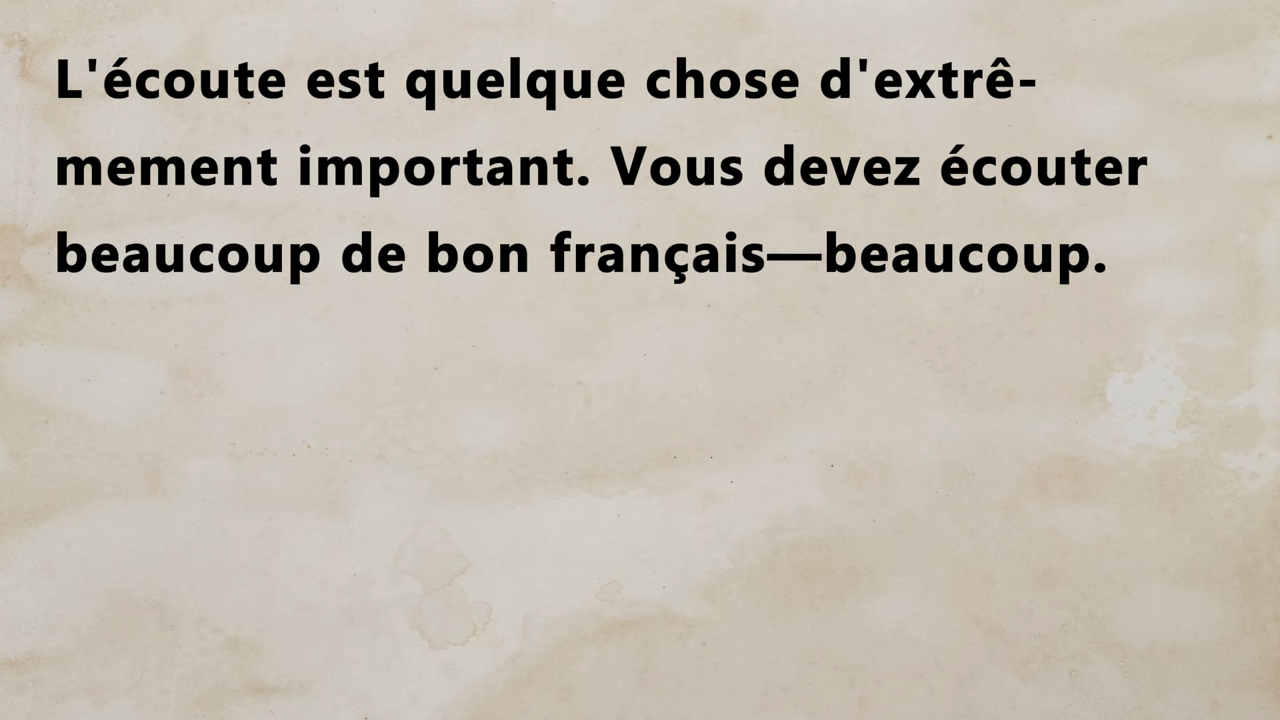 L'écoute est quelque chose d'extrê-
mement important. Vous devez écouter
beaucoup de bon français—beaucoup.